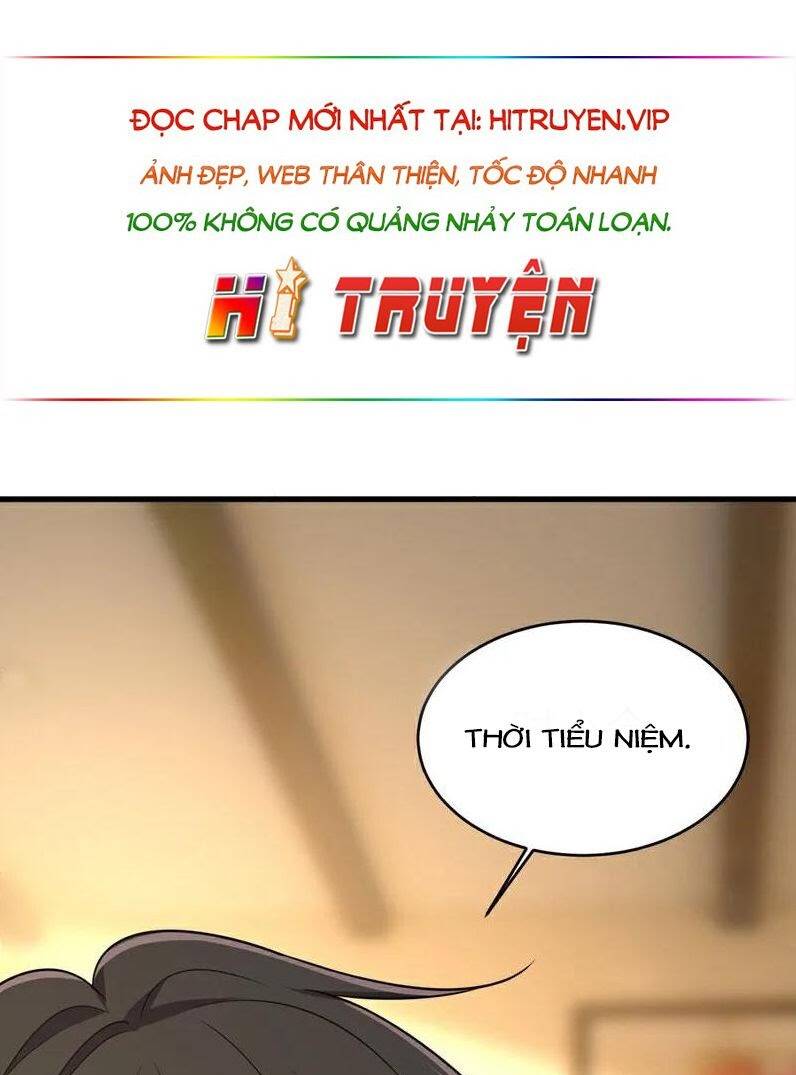 ĐỌC CHAP MỚI NHẤT TẠI: HITRUYEN.VIP
ẢNH ĐẸP, WEB THÂN THIỆN, TỐC ĐỘ NHANH
100% KHÔNG CÓ QUẢNG NHẢY TOÁN LOẠN.
HI TRUYỆN
THỜI TIỂU NIỆM.